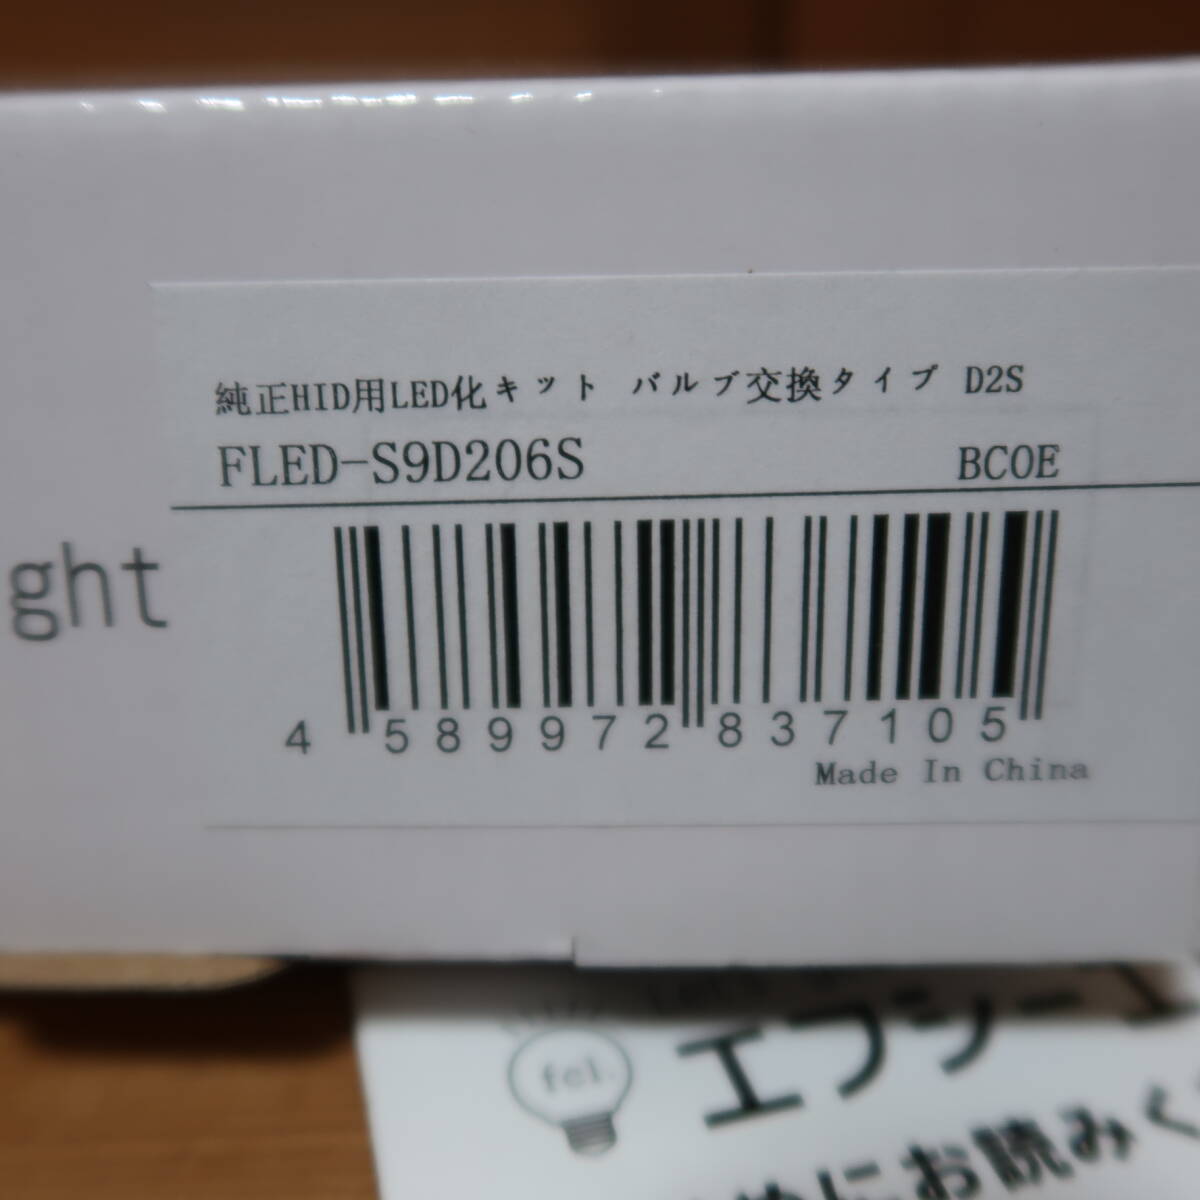 純正HID用LED化キット バルブ交換タイプ D2S
FLED-S9D206S BC0E
ght
4 589972 837105
Made In China
fcl.
エフシーエ
めにお読みく